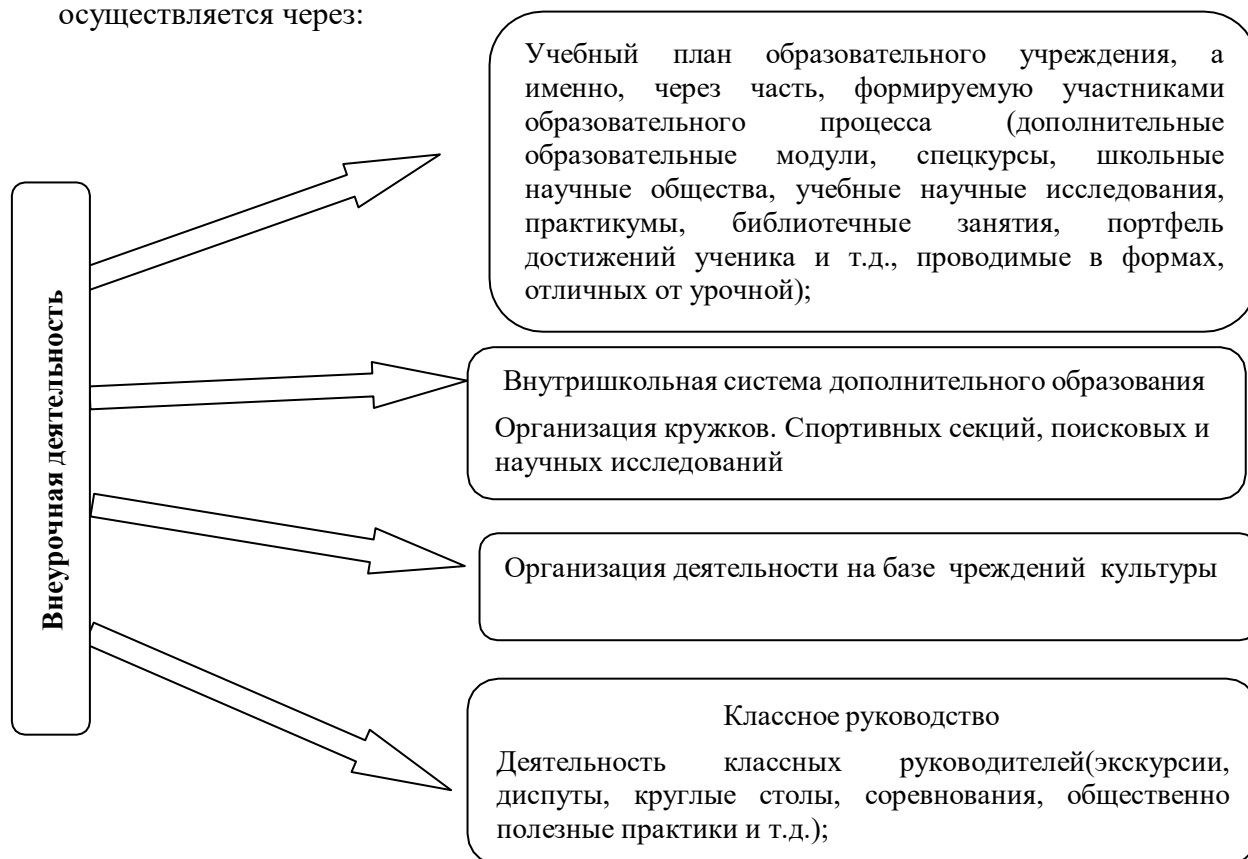 осуществляется через:
Учебный план образовательного учреждения, а
именно, через часть, формируемую участниками
образовательного процесса (дополнительные
образовательные модули, спецкурсы, школьные
научные общества, учебные научные исследования,
практикумы, библиотечные занятия, портфель
достижений ученика и т.д., проводимые в формах,
отличных от урочной);
Внеурочная деятельность
Внутришкольная система дополнительного образования
Организация кружков. Спортивных секций, поисковых и
научных исследований
Организация деятельности на базе чреждений культуры
Классное руководство
Деятельность классных руководителей(экскурсии,
диспуты, круглые столы, соревнования, общественно
полезные практики и т.д.);